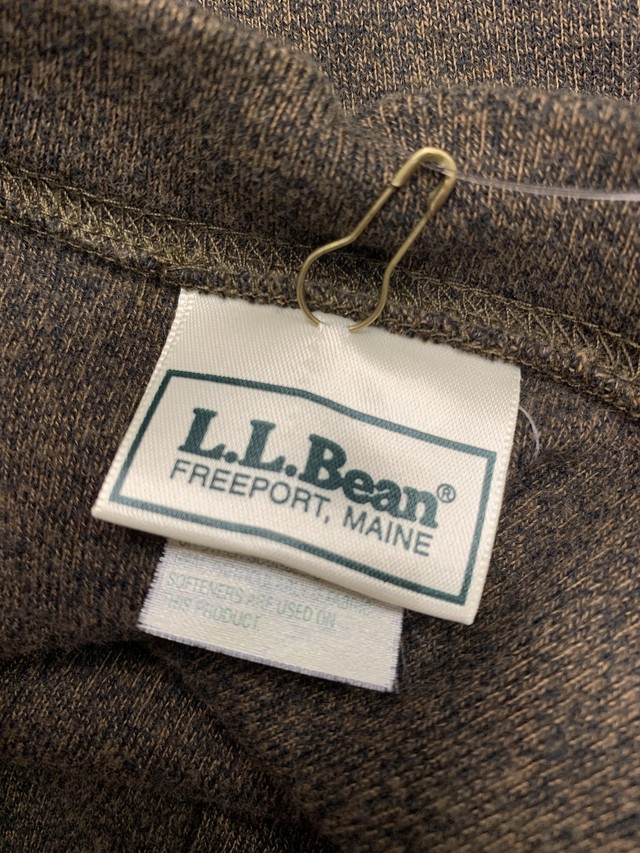 L.L.Bean®
FREEPORT, MAINE
SOFTENERS ARE USED ON
THIS PRODUCT